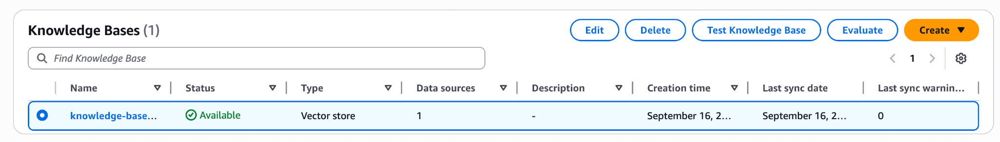 Knowledge Bases (1)
Edit
Delete
Test Knowledge Base
Evaluate
Create
Find Knowledge Base
1
Name Status Type Data sources Description Creation time Last sync date Last sync warnin...
knowledge-base... Available Vector store 1 - September 16, 2... September 16, 2... 0